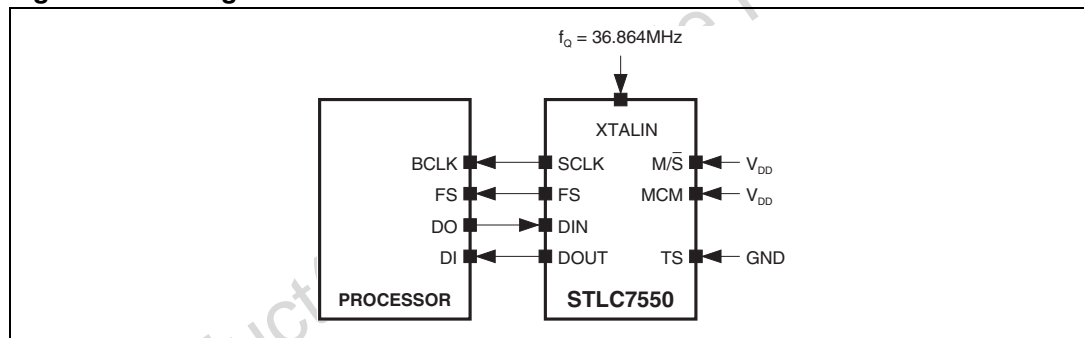 f_Q = 36.864MHz
XTALIN
BCLK SCLK M/S̅ V_DD
FS FS MCM V_DD
DO DIN
DI DOUT TS GND
PROCESSOR STLC7550